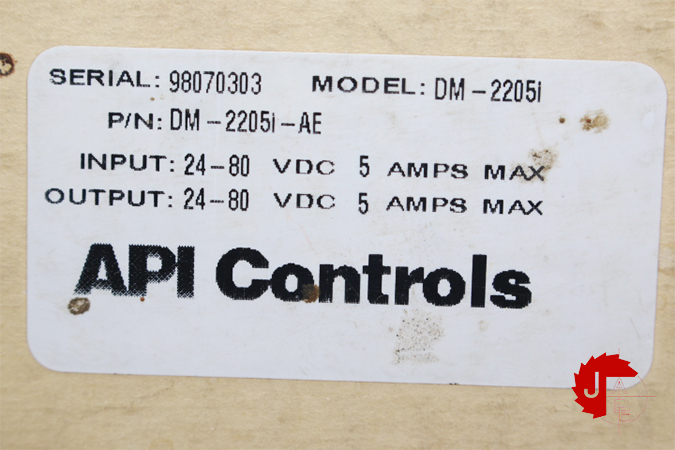 SERIAL: 98070303 MODEL: DM-2205i
P/N: DM-2205i-AE
INPUT: 24-80 VDC 5 AMPS MAX
OUTPUT: 24-80 VDC 5 AMPS MAX
API Controls
J